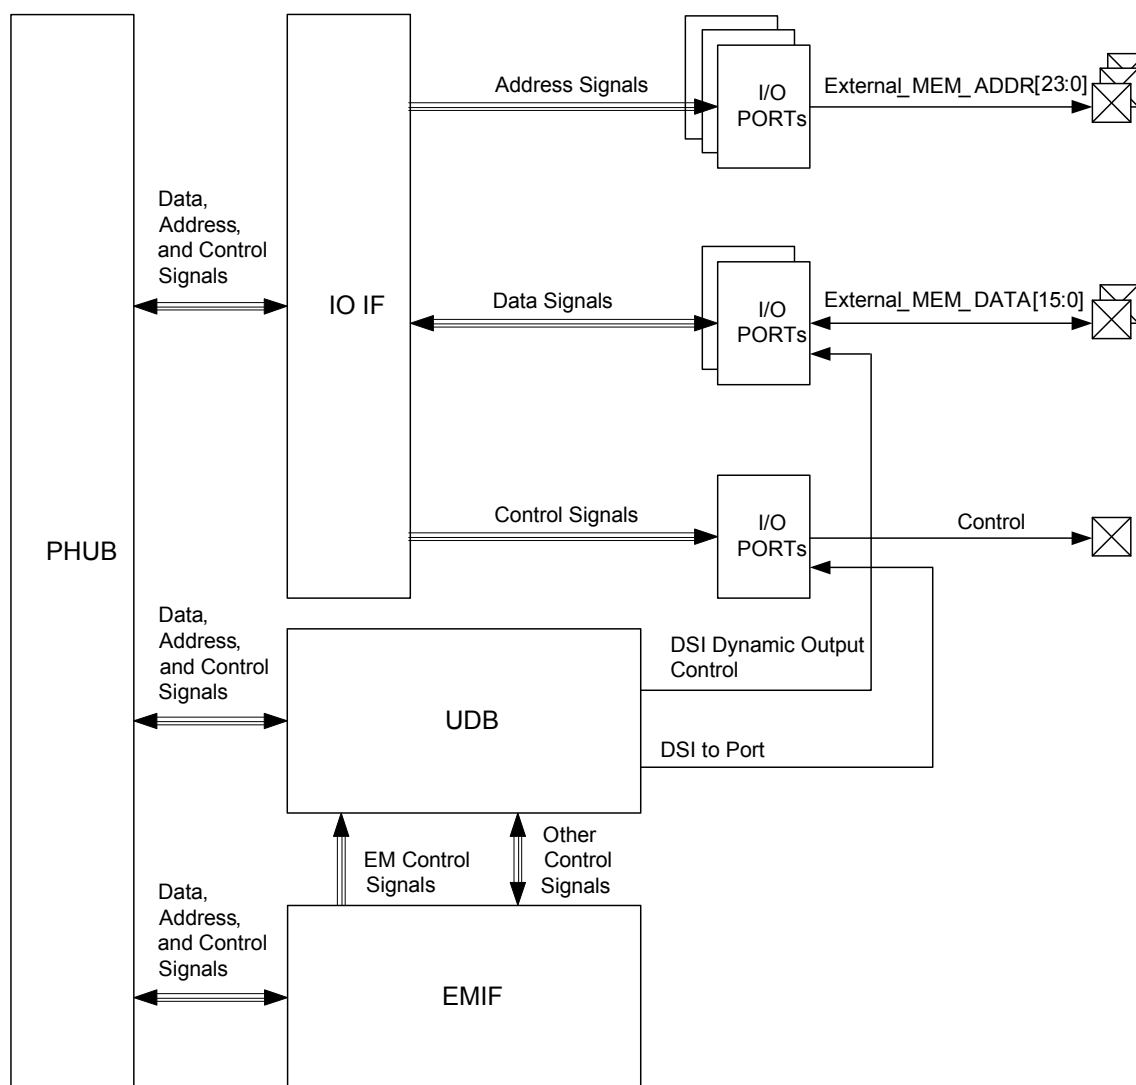 Address Signals
I/O
PORTs
External_MEM_ADDR[23:0]
Data,
Address,
and Control
Signals
IO IF
Data Signals
I/O
PORTs
External_MEM_DATA[15:0]
Control Signals
I/O
PORTs
Control
PHUB
Data,
Address,
and Control
Signals
UDB
DSI Dynamic Output
Control
DSI to Port
EM Control
Signals
Other
Control
Signals
Data,
Address,
and Control
Signals
EMIF